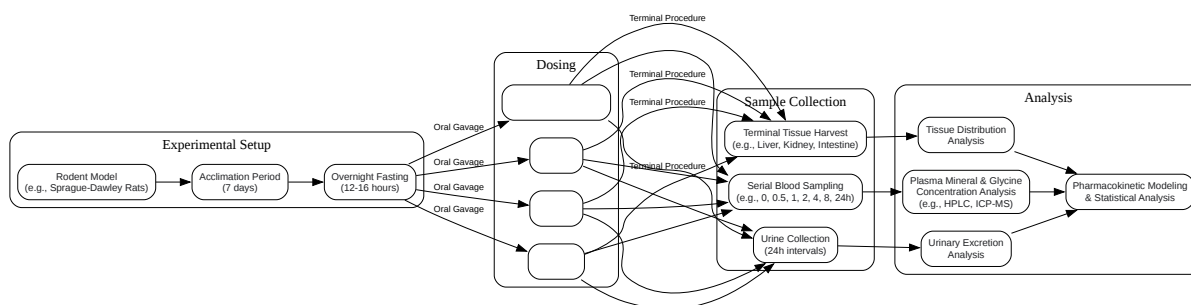 Experimental Setup
Rodent Model
(e.g., Sprague-Dawley Rats)
Acclimation Period
(7 days)
Overnight Fasting
(12-16 hours)
Oral Gavage
Oral Gavage
Oral Gavage
Oral Gavage
Dosing
Terminal Procedure
Terminal Procedure
Terminal Procedure
Terminal Procedure
Sample Collection
Terminal Tissue Harvest
(e.g., Liver, Kidney, Intestine)
Serial Blood Sampling
(e.g., 0, 0.5, 1, 2, 4, 8, 24h)
Urine Collection
(24h intervals)
Analysis
Tissue Distribution
Analysis
Plasma Mineral & Glycine
Concentration Analysis
(e.g., HPLC, ICP-MS)
Urinary Excretion
Analysis
Pharmacokinetic Modeling
& Statistical Analysis